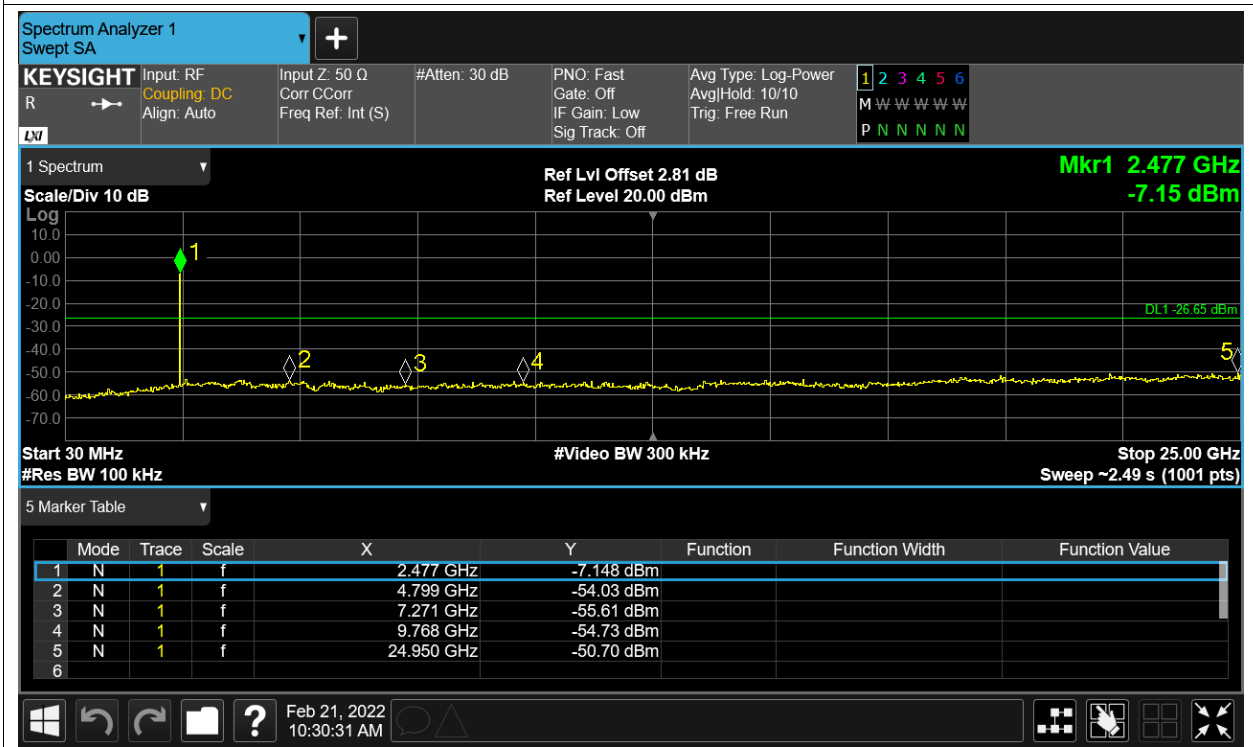 Spectrum Analyzer 1
Swept SA
KEYSIGHT Input: RF Input Z: 50 Ω #Atten: 30 dB PNO: Fast Avg Type: Log-Power 1 2 3 4 5 6
R Coupling: DC Corr CCorr Gate: Off Avg|Hold: 10/10 M W W W W W
Align: Auto Freq Ref: Int (S) IF Gain: Low Trig: Free Run
LXI Sig Track: Off P N N N N N
1 Spectrum Ref Lvl Offset 2.81 dB Mkr1 2.477 GHz
Scale/Div 10 dB Ref Level 20.00 dBm -7.15 dBm
Log
10.0
0.00 1
-10.0
-20.0 DL1 -26.65 dBm
-30.0
-40.0 2 3 4 5
-50.0
-60.0
-70.0
Start 30 MHz #Video BW 300 kHz Stop 25.00 GHz
#Res BW 100 kHz Sweep ~2.49 s (1001 pts)
5 Marker Table
Mode Trace Scale X Y Function Function Width Function Value
1 N 1 f 2.477 GHz -7.148 dBm
2 N 1 f 4.799 GHz -54.03 dBm
3 N 1 f 7.271 GHz -55.61 dBm
4 N 1 f 9.768 GHz -54.73 dBm
5 N 1 f 24.950 GHz -50.70 dBm
6
? Feb 21, 2022
10:30:31 AM